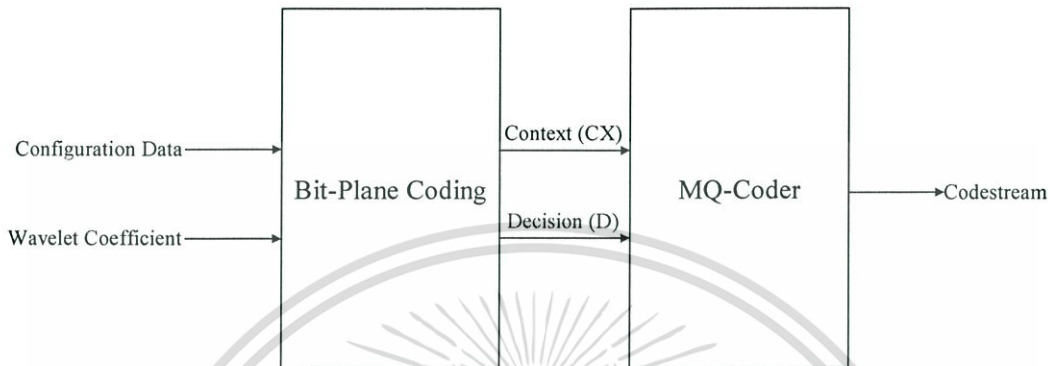 Configuration Data
Wavelet Coefficient
Bit-Plane Coding
Context (CX)
Decision (D)
MQ-Coder
Codestream